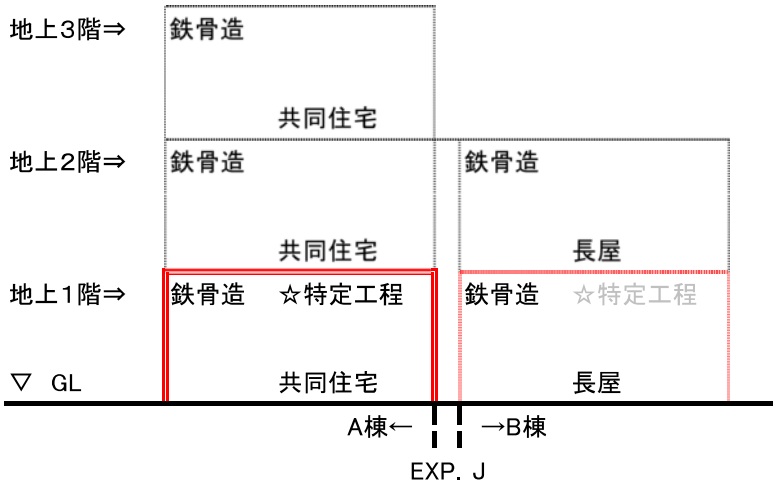 地上3階⇒ 鉄骨造
共同住宅
地上2階⇒ 鉄骨造 鉄骨造
共同住宅 長屋
地上1階⇒ 鉄骨造 ☆特定工程 鉄骨造 ☆特定工程
▽ GL 共同住宅 長屋
A棟← →B棟
EXP. J